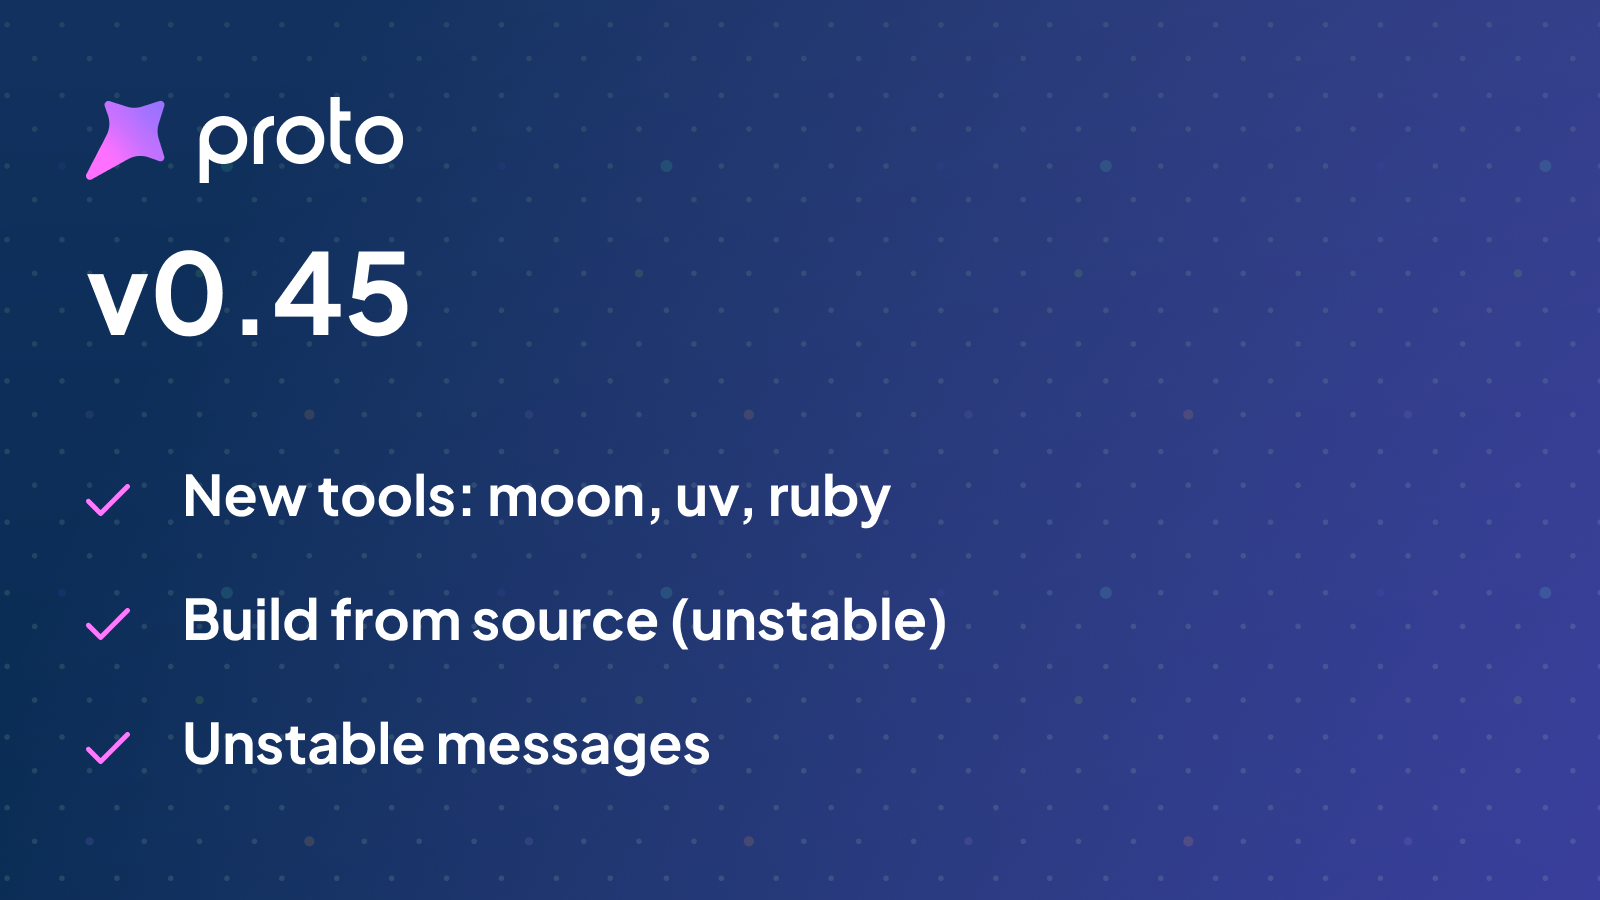 proto
v0.45
New tools: moon, uv, ruby
Build from source (unstable)
Unstable messages